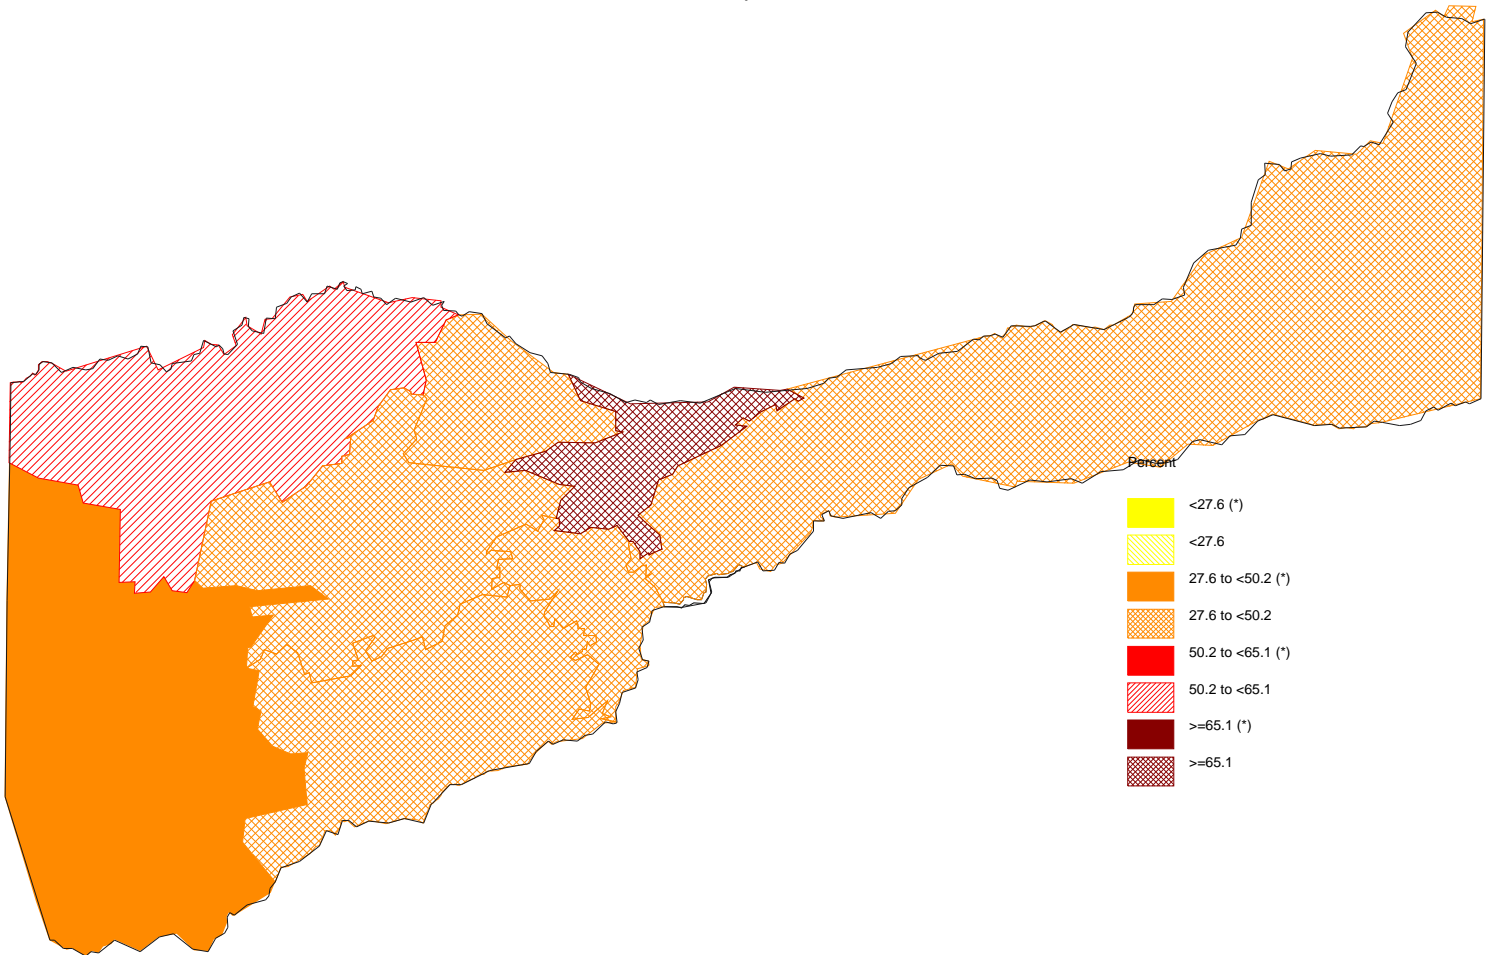 Percent
<27.6 (*)
<27.6
27.6 to <50.2 (*)
27.6 to <50.2
50.2 to <65.1 (*)
50.2 to <65.1
>=65.1 (*)
>=65.1